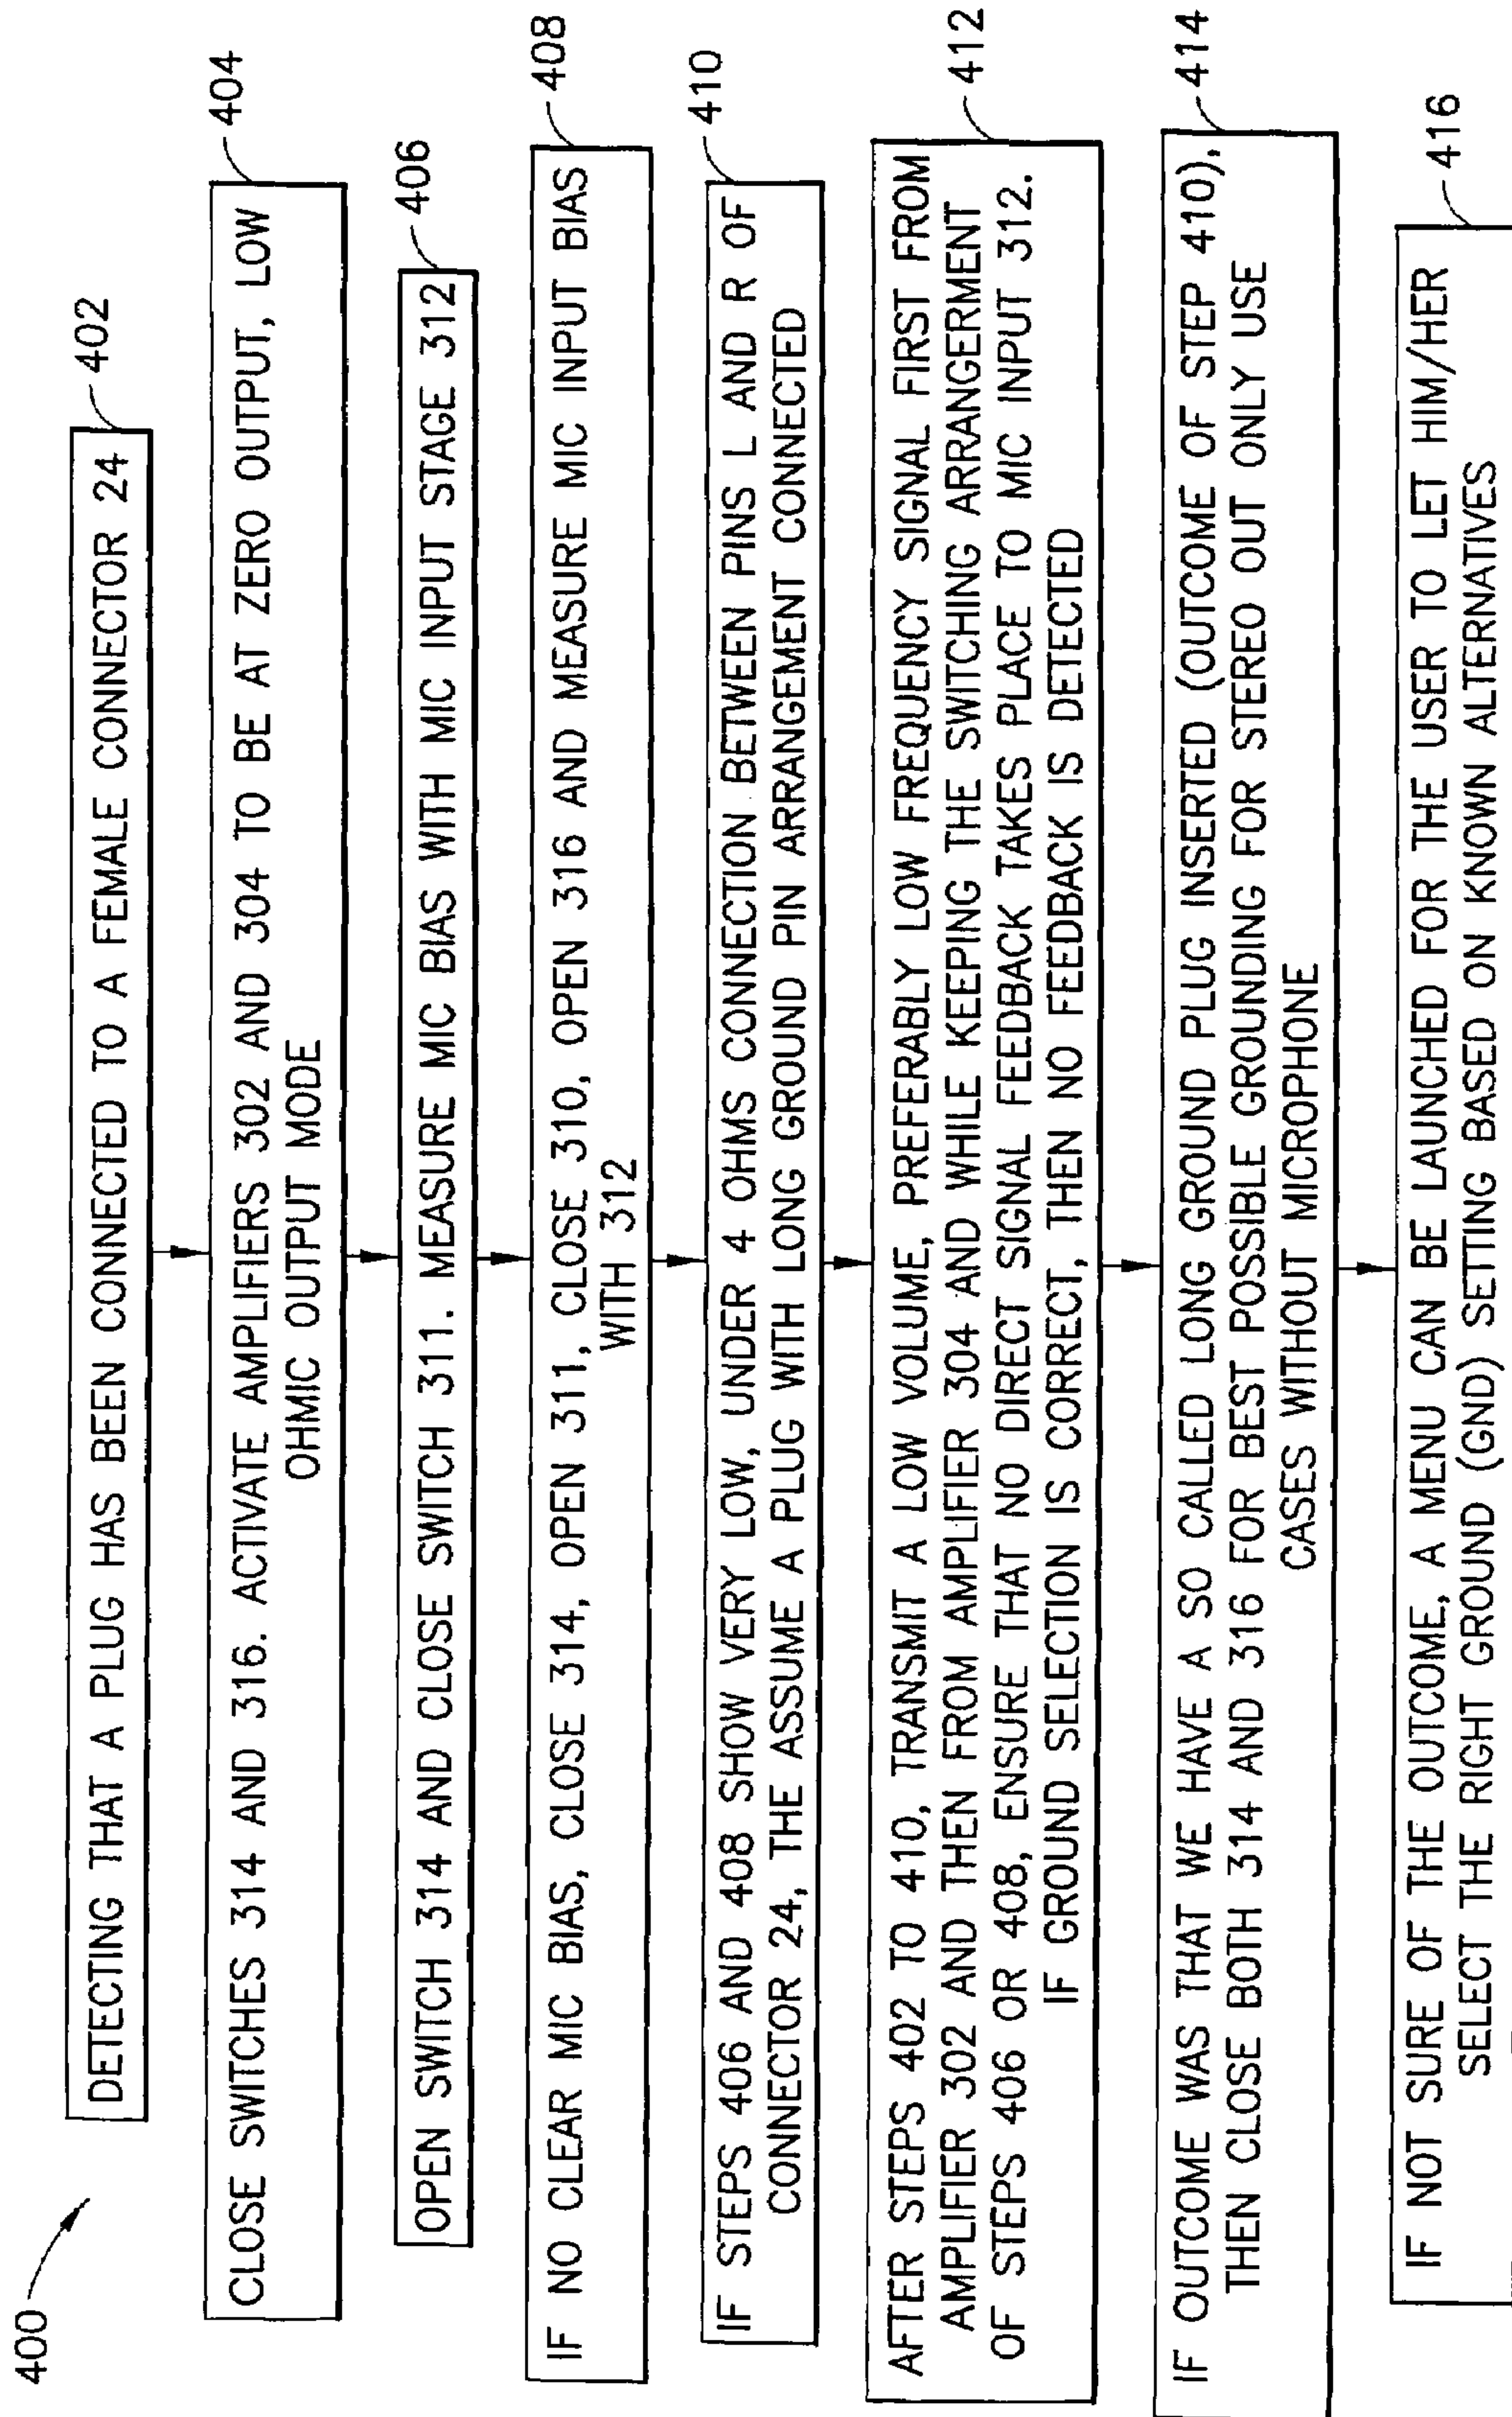 400
DETECTING THAT A PLUG HAS BEEN CONNECTED TO A FEMALE CONNECTOR 24
402
CLOSE SWITCHES 314 AND 316. ACTIVATE AMPLIFIERS 302 AND 304 TO BE AT ZERO OUTPUT, LOW
OHMIC OUTPUT MODE
404
OPEN SWITCH 314 AND CLOSE SWITCH 311. MEASURE MIC BIAS WITH MIC INPUT STAGE 312
406
IF NO CLEAR MIC BIAS, CLOSE 314, OPEN 311, CLOSE 310, OPEN 316 AND MEASURE MIC INPUT BIAS
WITH 312
408
IF STEPS 406 AND 408 SHOW VERY LOW, UNDER 4 OHMS CONNECTION BETWEEN PINS L AND R OF
CONNECTOR 24, THE ASSUME A PLUG WITH LONG GROUND PIN ARRANGEMENT CONNECTED
410
AFTER STEPS 402 TO 410, TRANSMIT A LOW VOLUME, PREFERABLY LOW FREQUENCY SIGNAL FIRST FROM
AMPLIFIER 302 AND THEN FROM AMPLIFIER 304 AND WHILE KEEPING THE SWITCHING ARRANGERMENT
OF STEPS 406 OR 408, ENSURE THAT NO DIRECT SIGNAL FEEDBACK TAKES PLACE TO MIC INPUT 312.
IF GROUND SELECTION IS CORRECT, THEN NO FEEDBACK IS DETECTED
412
IF OUTCOME WAS THAT WE HAVE A SO CALLED LONG GROUND PLUG INSERTED (OUTCOME OF STEP 410),
THEN CLOSE BOTH 314 AND 316 FOR BEST POSSIBLE GROUNDING FOR STEREO OUT ONLY USE
CASES WITHOUT MICROPHONE
414
IF NOT SURE OF THE OUTCOME, A MENU CAN BE LAUNCHED FOR THE USER TO LET HIM/HER
SELECT THE RIGHT GROUND (GND) SETTING BASED ON KNOWN ALTERNATIVES
416